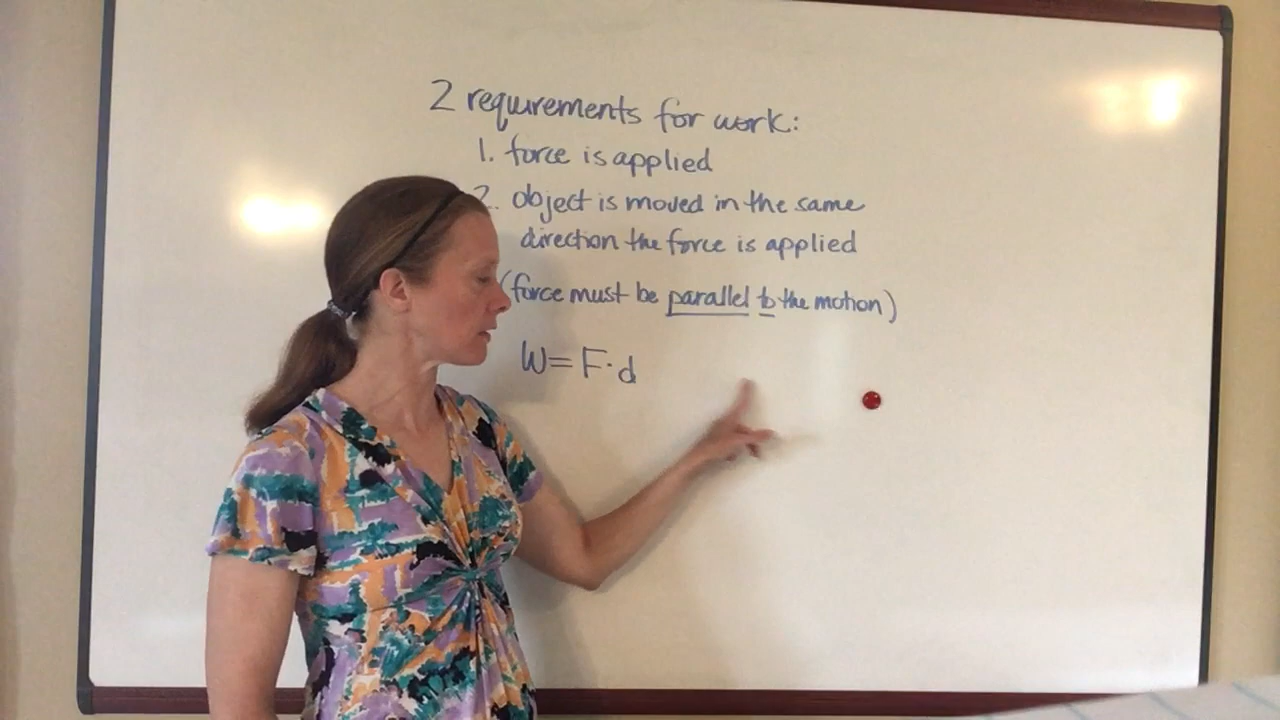 2 requirements for work:
1. force is applied
2. object is moved in the same
direction the force is applied
(force must be parallel to the motion)
W=F·d